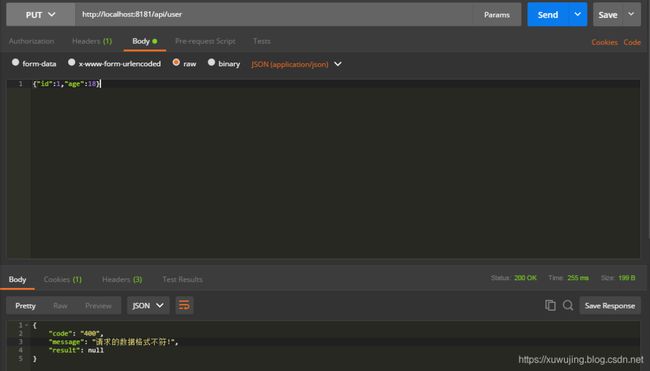 PUT http://localhost:8181/api/user Params Send Save
Authorization Headers (1) Body Pre-request Script Tests Cookies Code
form-data x-www-form-urlencoded raw binary JSON (application/json)
1 {"id":1,"age":18}
Body Cookies (1) Headers (3) Test Results Status: 200 OK Time: 255 ms Size: 199 B
Pretty Raw Preview JSON Save Response
1 {
2 "code": "400",
3 "message": "请求的数据格式不符!",
4 "result": null
5 }
https://xuwujing.blog.csdn.net